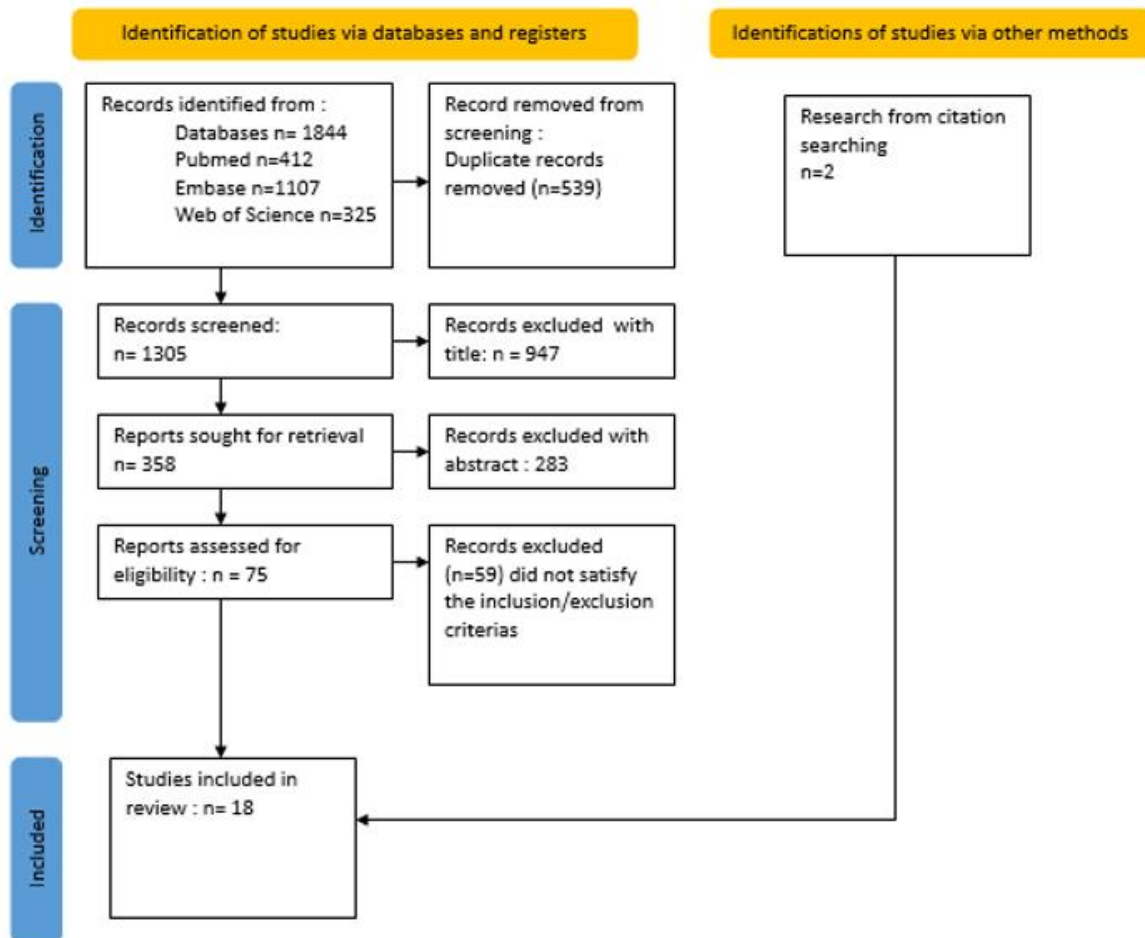 Identification of studies via databases and registers
Identifications of studies via other methods
Identification
Records identified from :
Databases n= 1844
Pubmed n=412
Embase n=1107
Web of Science n=325
Record removed from
screening :
Duplicate records
removed (n=539)
Research from citation
searching
n=2
Screening
Records screened:
n= 1305
Records excluded with
title: n = 947
Reports sought for retrieval
n= 358
Records excluded with
abstract : 283
Reports assessed for
eligibility : n = 75
Records excluded
(n=59) did not satisfy
the inclusion/exclusion
criterias
Included
Studies included in
review : n= 18